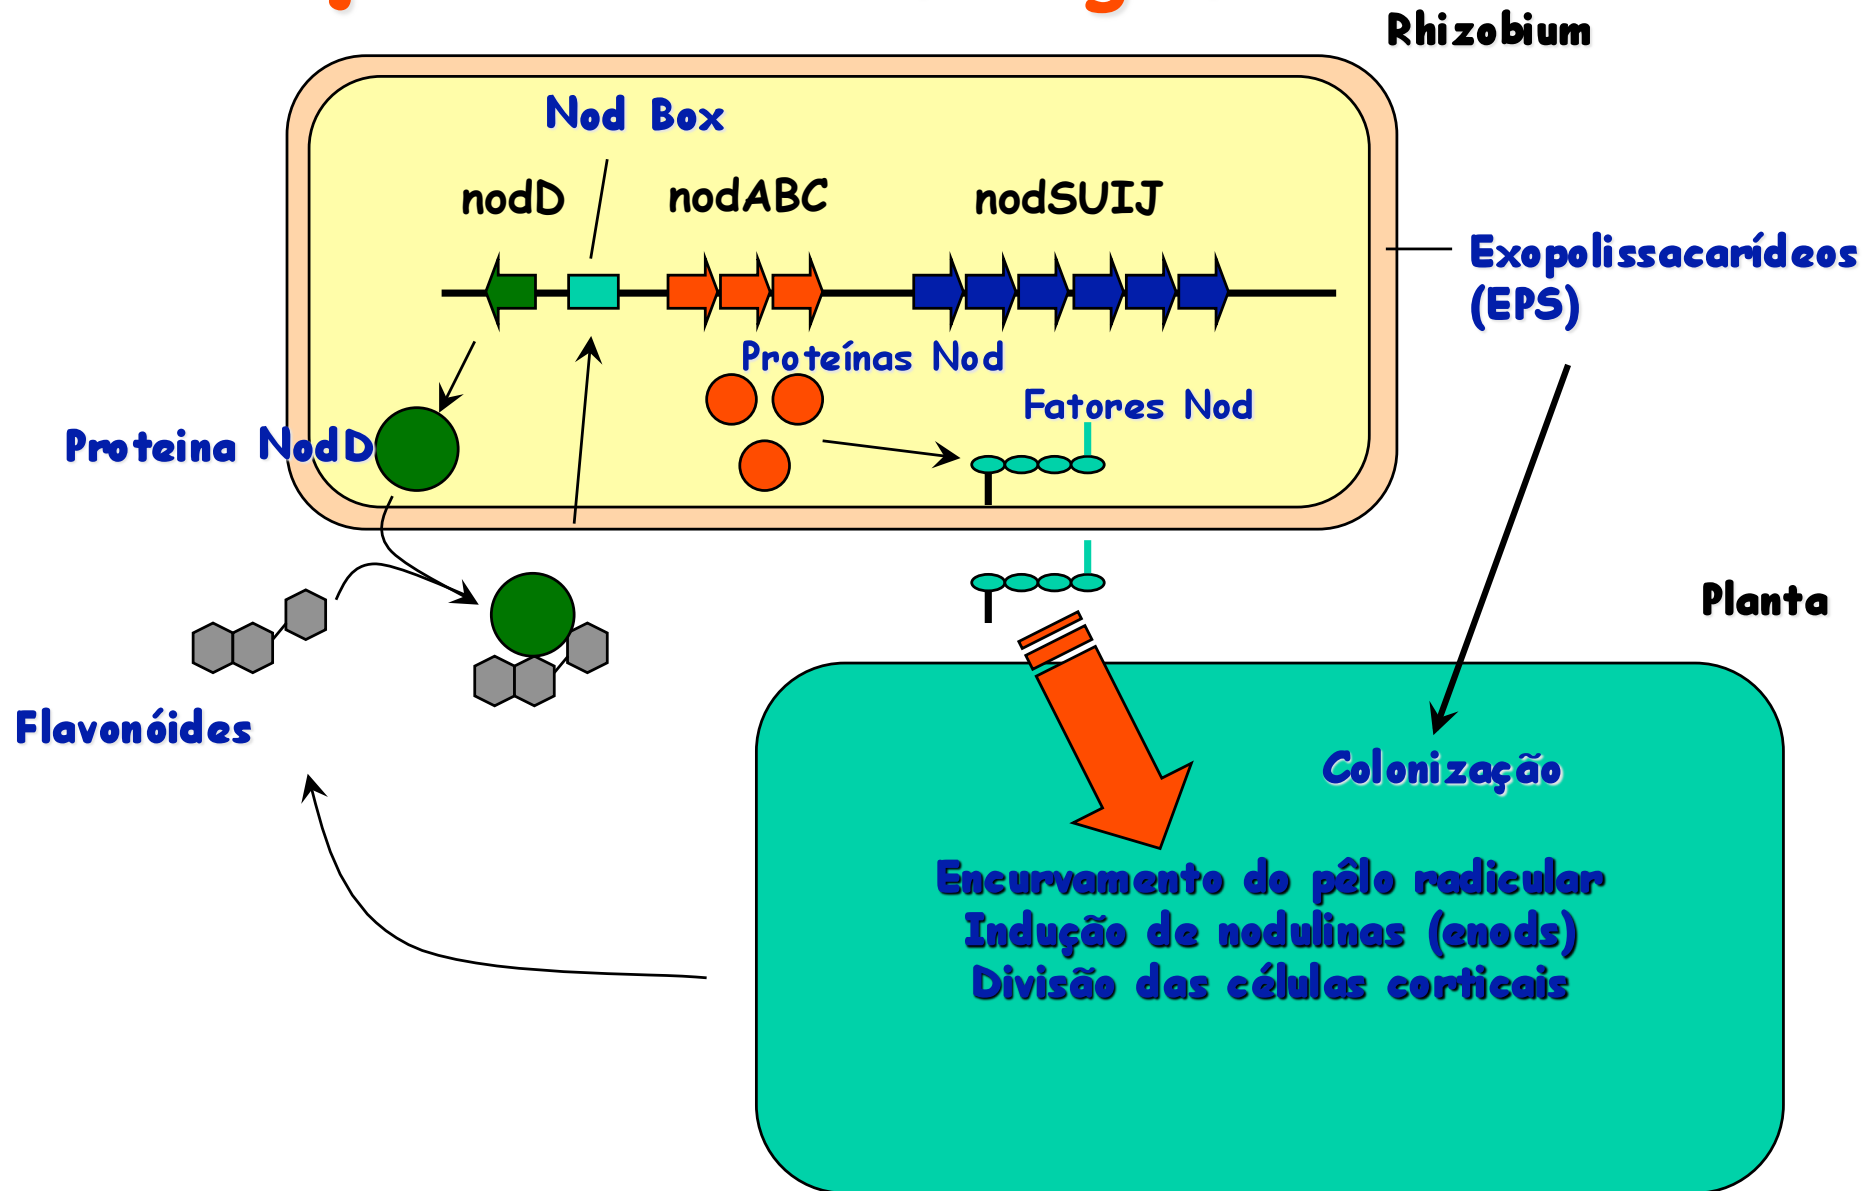 Rhizobium
Nod Box
nodD
nodABC
nodSUIJ
Exopolissacarídeos
(EPS)
Proteínas Nod
Fatores Nod
Proteina NodD
Planta
Flavonóides
Colonização
Encurvamento do pêlo radicular
Indução de nodulinas (enods)
Divisão das células corticais